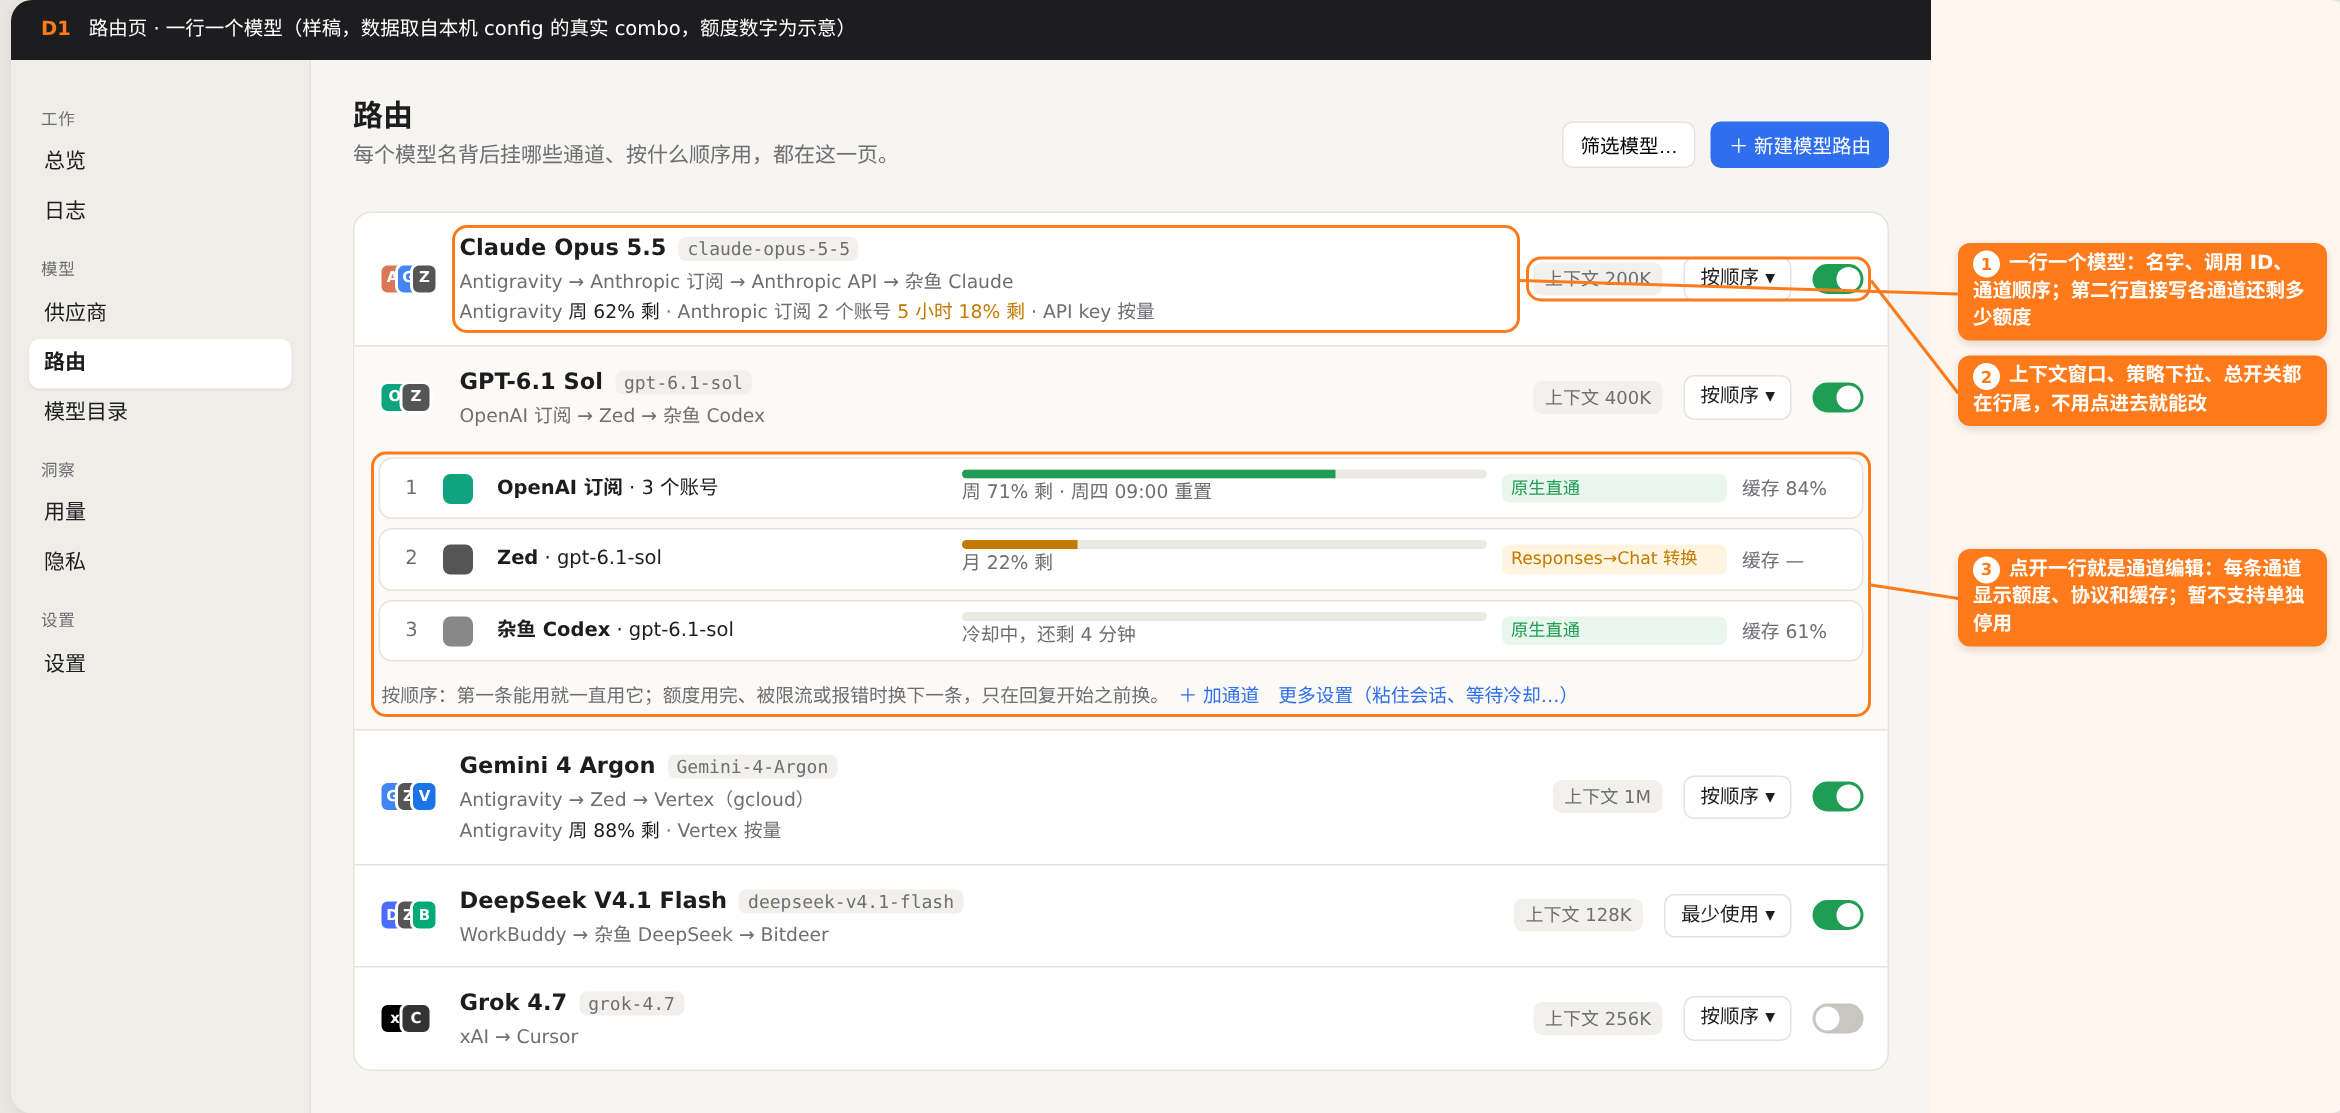 D1 路由页 · 一行一个模型（样稿，数据取自本机 config 的真实 combo，额度数字为示意）
工作
总览
日志
模型
供应商
路由
模型目录
洞察
用量
隐私
设置
设置
路由
每个模型名背后挂哪些通道、按什么顺序用，都在这一页。
筛选模型…
＋ 新建模型路由
A G Z
Claude Opus 5.5 claude-opus-5-5
Antigravity → Anthropic 订阅 → Anthropic API → 杂鱼 Claude
Antigravity 周 62% 剩 · Anthropic 订阅 2 个账号 5 小时 18% 剩 · API key 按量
上下文 200K 按顺序 ▾
O Z
GPT-6.1 Sol gpt-6.1-sol
OpenAI 订阅 → Zed → 杂鱼 Codex
上下文 400K 按顺序 ▾
1 OpenAI 订阅 · 3 个账号
周 71% 剩 · 周四 09:00 重置
原生直通 缓存 84%
2 Zed · gpt-6.1-sol
月 22% 剩
Responses→Chat 转换 缓存 —
3 杂鱼 Codex · gpt-6.1-sol
冷却中，还剩 4 分钟
原生直通 缓存 61%
按顺序：第一条能用就一直用它；额度用完、被限流或报错时换下一条，只在回复开始之前换。 ＋ 加通道 更多设置（粘住会话、等待冷却…）
G Z V
Gemini 4 Argon Gemini-4-Argon
Antigravity → Zed → Vertex（gcloud）
Antigravity 周 88% 剩 · Vertex 按量
上下文 1M 按顺序 ▾
D Z B
DeepSeek V4.1 Flash deepseek-v4.1-flash
WorkBuddy → 杂鱼 DeepSeek → Bitdeer
上下文 128K 最少使用 ▾
x C
Grok 4.7 grok-4.7
xAI → Cursor
上下文 256K 按顺序 ▾
1 一行一个模型：名字、调用 ID、
通道顺序；第二行直接写各通道还剩多
少额度
2 上下文窗口、策略下拉、总开关都
在行尾，不用点进去就能改
3 点开一行就是通道编辑：每条通道
显示额度、协议和缓存；暂不支持单独
停用